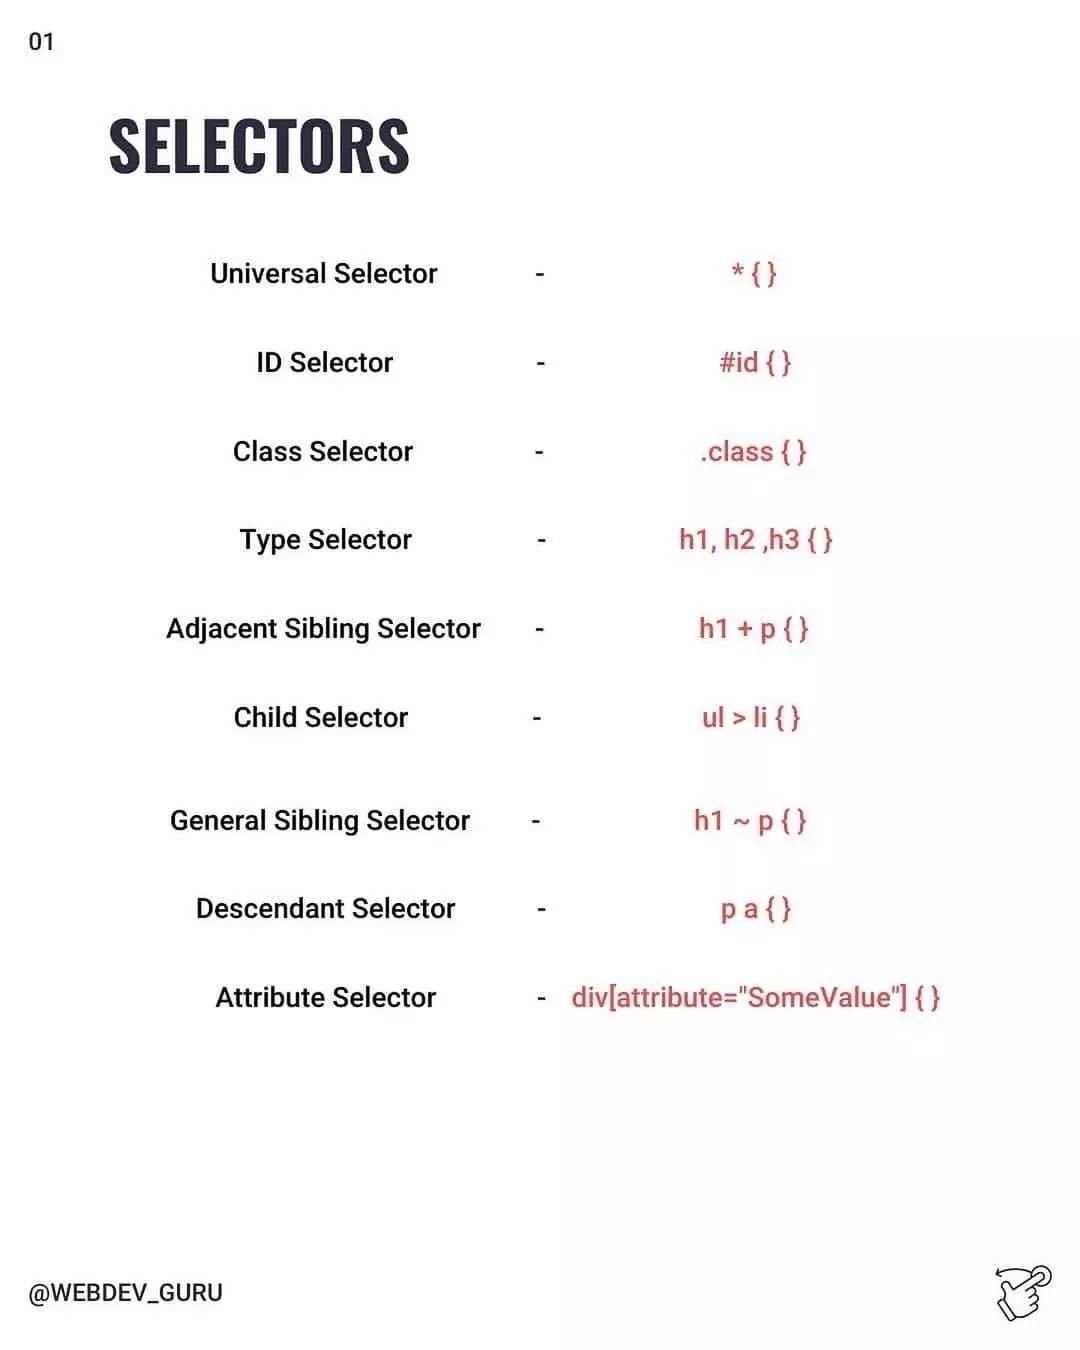 01
SELECTORS
Universal Selector - * { }
ID Selector - #id { }
Class Selector - .class { }
Type Selector - h1, h2 ,h3 { }
Adjacent Sibling Selector - h1 + p { }
Child Selector - ul > li { }
General Sibling Selector - h1 ~ p { }
Descendant Selector - p a { }
Attribute Selector - div[attribute="SomeValue"] { }
@WEBDEV_GURU